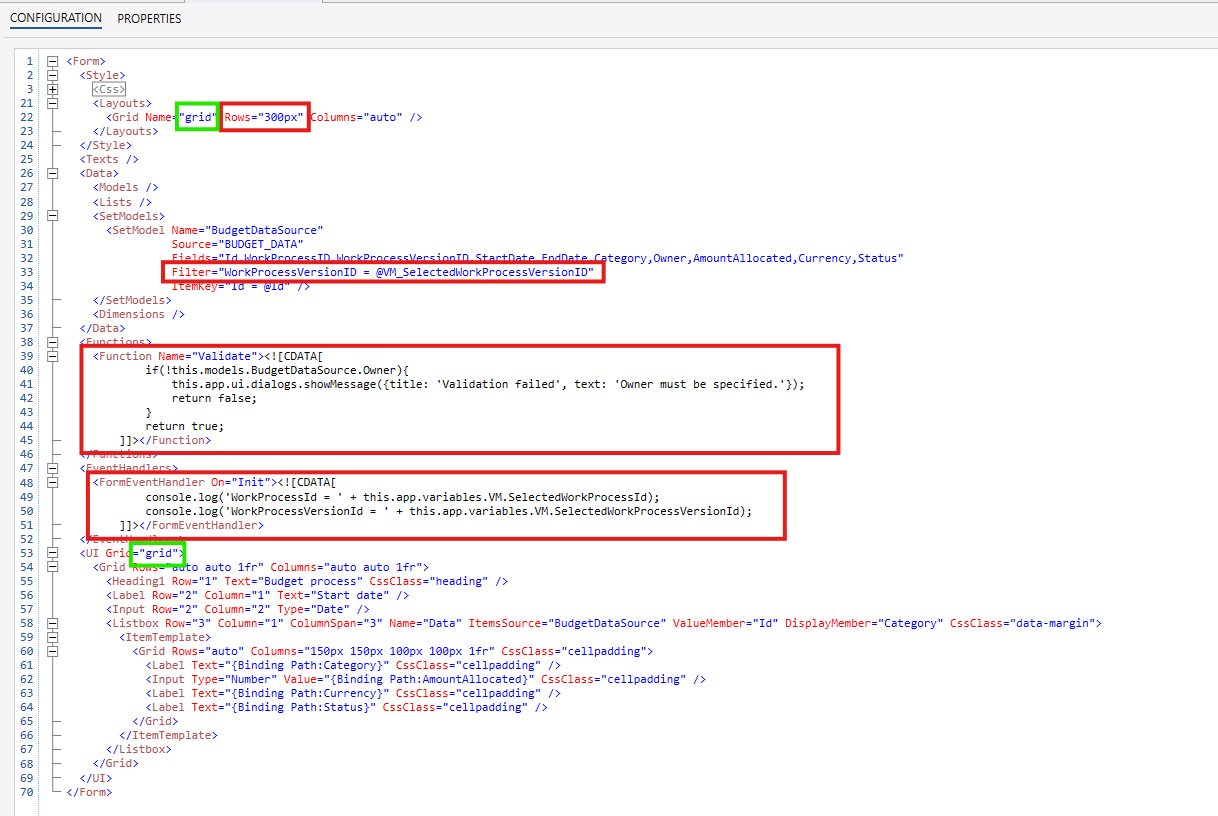 CONFIGURATION PROPERTIES
1 <Form>
2 <Style>
3 <Css>
21 <Layouts>
22 <Grid Name="grid" Rows="300px" Columns="auto" />
23 </Layouts>
24 </Style>
25 <Texts />
26 <Data>
27 <Models />
28 <Lists />
29 <SetModels>
30 <SetModel Name="BudgetDataSource"
31 Source="BUDGET_DATA"
32 Fields="Id,WorkProcessID,WorkProcessVersionID,StartDate,EndDate,Category,Owner,AmountAllocated,Currency,Status"
33 Filter="WorkProcessVersionID = @VM_SelectedWorkProcessVersionID"
34 ItemKey="Id = @Id" />
35 </SetModels>
36 <Dimensions />
37 </Data>
38 <Functions>
39 <Function Name="Validate"><![CDATA[
40 if(!this.models.BudgetDataSource.Owner){
41 this.app.ui.dialogs.showMessage({title: 'Validation failed', text: 'Owner must be specified.'});
42 return false;
43 }
44 return true;
45 ]]></Function>
46 </Functions>
47 <EventHandlers>
48 <FormEventHandler On="Init"><![CDATA[
49 console.log('WorkProcessId = ' + this.app.variables.VM.SelectedWorkProcessId);
50 console.log('WorkProcessVersionId = ' + this.app.variables.VM.SelectedWorkProcessVersionId);
51 ]]></FormEventHandler>
52 </EventHandlers>
53 <UI Grid="grid">
54 <Grid Rows="auto auto 1fr" Columns="auto auto 1fr">
55 <Heading1 Row="1" Text="Budget process" CssClass="heading" />
56 <Label Row="2" Column="1" Text="Start date" />
57 <Input Row="2" Column="2" Type="Date" />
58 <Listbox Row="3" Column="1" ColumnSpan="3" Name="Data" ItemsSource="BudgetDataSource" ValueMember="Id" DisplayMember="Category" CssClass="data-margin">
59 <ItemTemplate>
60 <Grid Rows="auto" Columns="150px 150px 100px 100px 1fr" CssClass="cellpadding">
61 <Label Text="{Binding Path:Category}" CssClass="cellpadding" />
62 <Input Type="Number" Value="{Binding Path:AmountAllocated}" CssClass="cellpadding" />
63 <Label Text="{Binding Path:Currency}" CssClass="cellpadding" />
64 <Label Text="{Binding Path:Status}" CssClass="cellpadding" />
65 </Grid>
66 </ItemTemplate>
67 </Listbox>
68 </Grid>
69 </UI>
70 </Form>